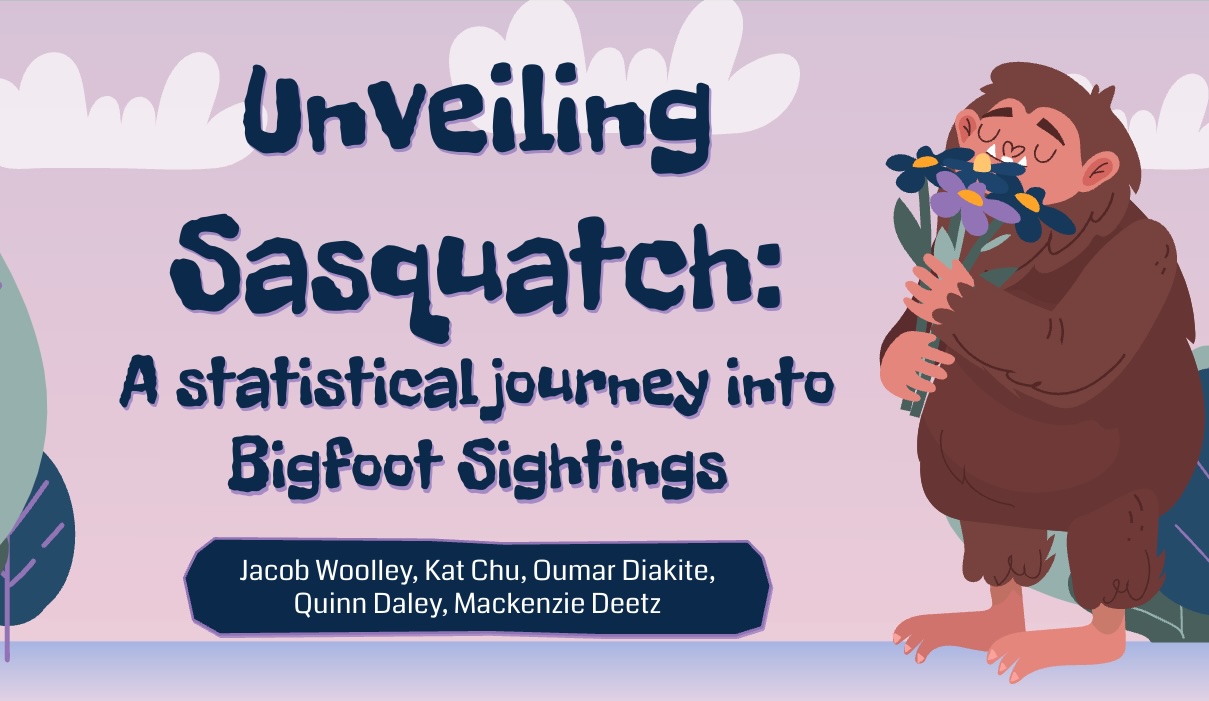 Unveiling
Sasquatch:
A statistical journey into
Bigfoot Sightings
Jacob Woolley, Kat Chu, Oumar Diakite,
Quinn Daley, Mackenzie Deetz